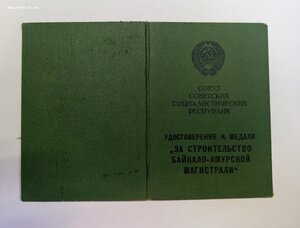 СОЮЗ
СОВЕТСКИХ
СОЦИАЛИСТИЧЕСКИХ
РЕСПУБЛИК
УДОСТОВЕРЕНИЕ К МЕДАЛИ
„ЗА СТРОИТЕЛЬСТВО
БАЙКАЛО-АМУРСКОЙ
МАГИСТРАЛИ“